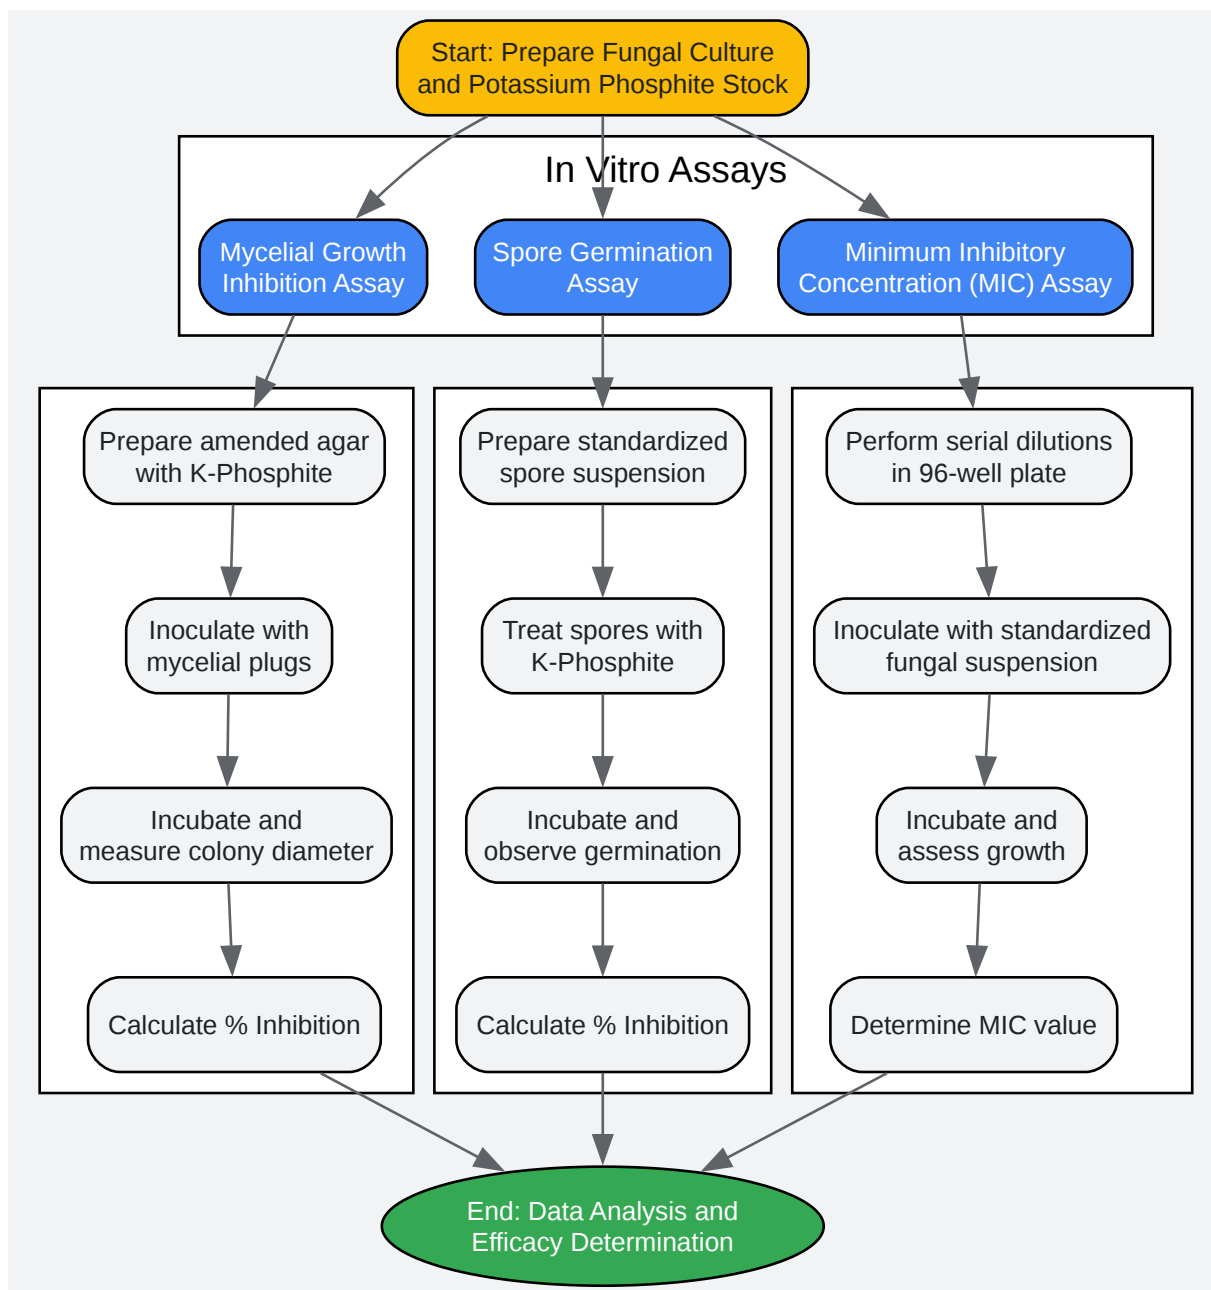 Start: Prepare Fungal Culture
and Potassium Phosphite Stock
In Vitro Assays
Mycelial Growth
Inhibition Assay
Spore Germination
Assay
Minimum Inhibitory
Concentration (MIC) Assay
Prepare amended agar
with K-Phosphite
Inoculate with
mycelial plugs
Incubate and
measure colony diameter
Calculate % Inhibition
Prepare standardized
spore suspension
Treat spores with
K-Phosphite
Incubate and
observe germination
Calculate % Inhibition
Perform serial dilutions
in 96-well plate
Inoculate with standardized
fungal suspension
Incubate and
assess growth
Determine MIC value
End: Data Analysis and
Efficacy Determination